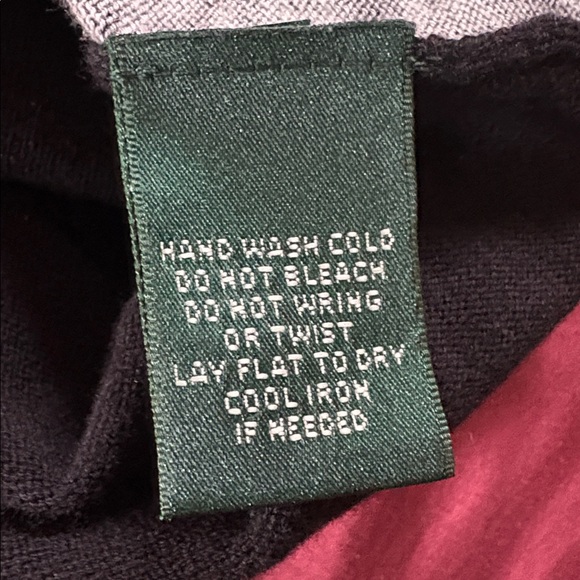 HAND WASH COLD
DO NOT BLEACH
DO NOT WRING
OR TWIST
LAY FLAT TO DRY
COOL IRON
IF NEEDED